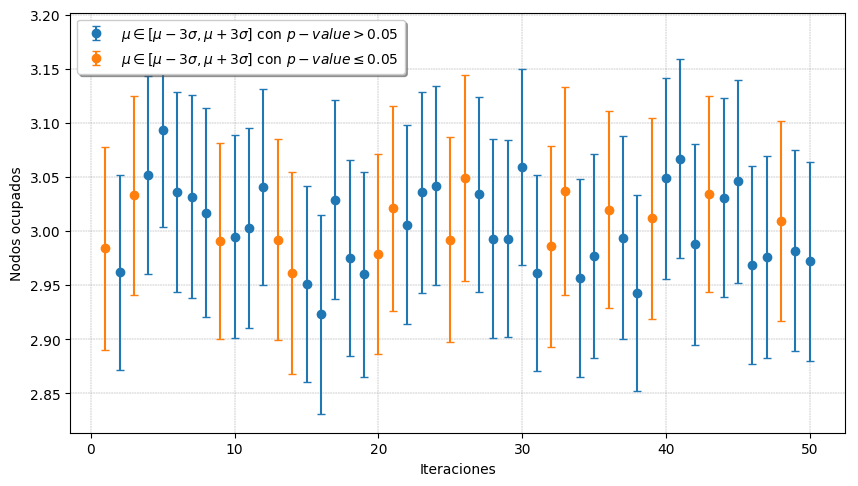 μ ∈ [μ − 3σ, μ + 3σ] con p − value > 0.05
μ ∈ [μ − 3σ, μ + 3σ] con p − value ≤ 0.05
Nodos ocupados
3.20
3.15
3.10
3.05
3.00
2.95
2.90
2.85
0 10 20 30 40 50
Iteraciones